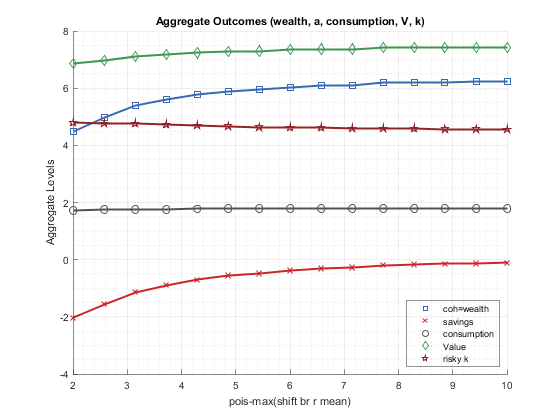 Aggregate Outcomes (wealth, a, consumption, V, k)
8
6
4
2
0
-2
-4
Aggregate Levels
2
3
4
5
6
7
8
9
10
pois-max(shift br r mean)
coh=wealth
savings
consumption
Value
risky k